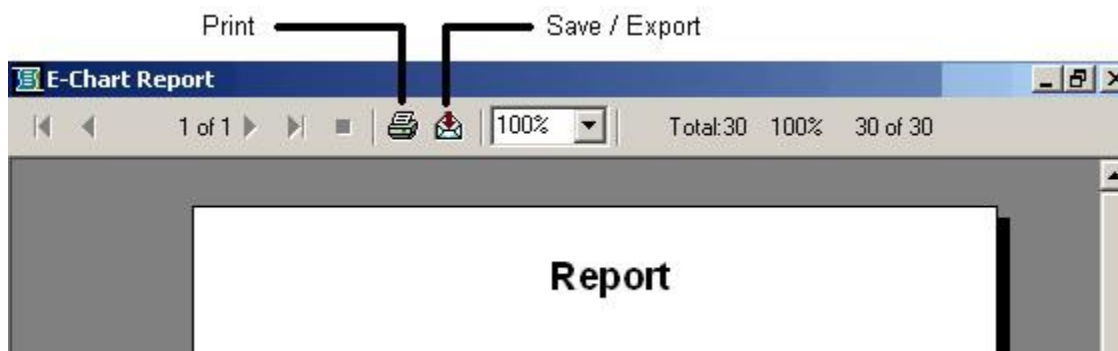 Print Save / Export
E-Chart Report
1 of 1 100% Total:30 100% 30 of 30
Report